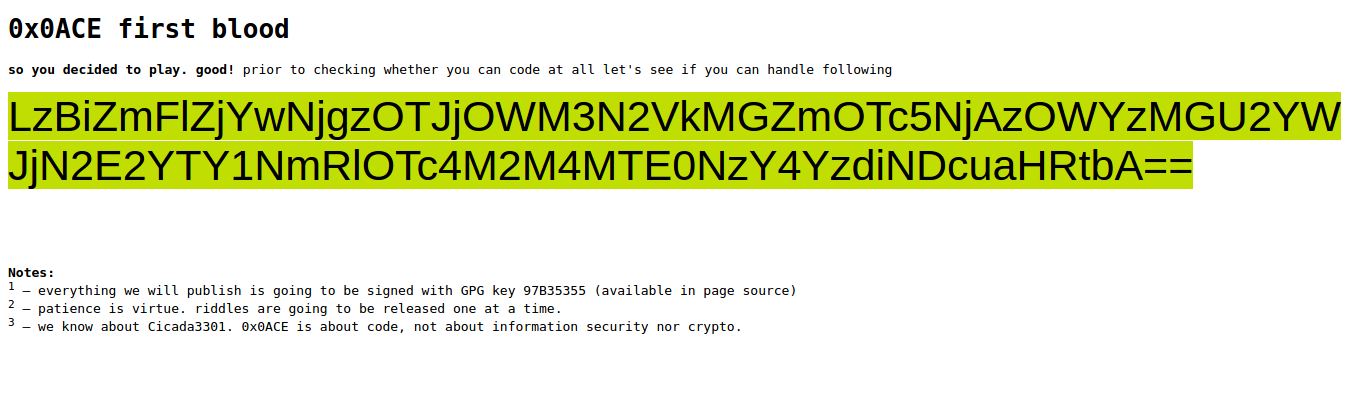 0x0ACE first blood
so you decided to play. good! prior to checking whether you can code at all let's see if you can handle following
LzBiZmFlZjYwNjgzOTJjOWM3N2VkMGZmOTc5NjAzOWYzMGU2YW
JjN2E2YTY1NmRlOTc4M2M4MTE0NzY4YzdiNDcuaHRtbA==
Notes:
1 — everything we will publish is going to be signed with GPG key 97B35355 (available in page source)
2 — patience is virtue. riddles are going to be released one at a time.
3 — we know about Cicada3301. 0x0ACE is about code, not about information security nor crypto.